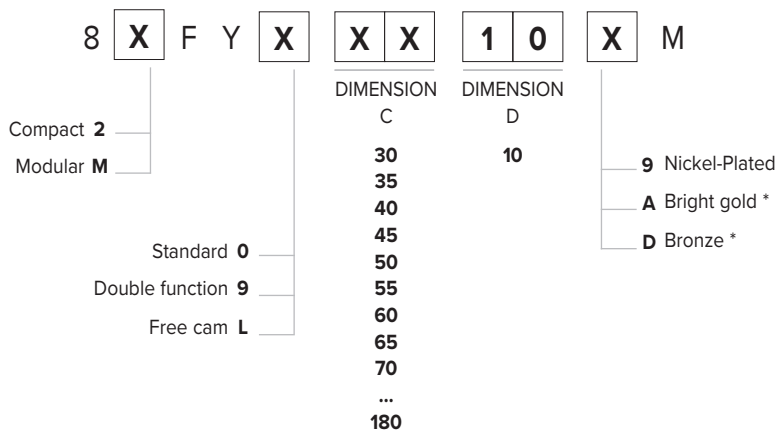 8 X F Y X X X 1 0 X M
DIMENSION C
DIMENSION D
Compact 2
Modular M
Standard 0
Double function 9
Free cam L
30
35
40
45
50
55
60
65
70
...
180
10
9 Nickel-Plated
A Bright gold *
D Bronze *